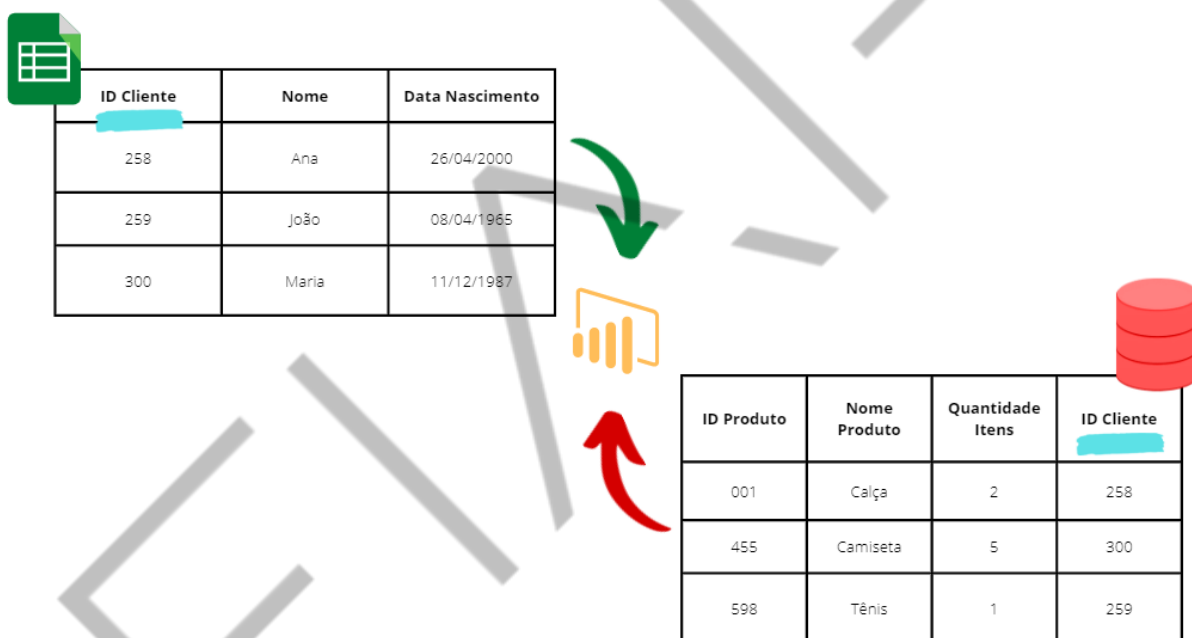 ID Cliente Nome Data Nascimento
258 Ana 26/04/2000
259 João 08/04/1965
300 Maria 11/12/1987
ID Produto Nome Produto Quantidade Itens ID Cliente
001 Calça 2 258
455 Camiseta 5 300
598 Tênis 1 259